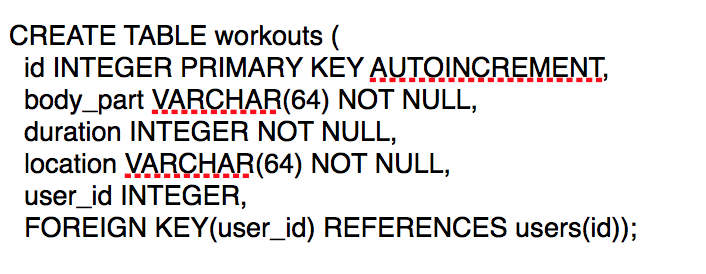 CREATE TABLE workouts (
id INTEGER PRIMARY KEY AUTOINCREMENT,
body_part VARCHAR(64) NOT NULL,
duration INTEGER NOT NULL,
location VARCHAR(64) NOT NULL,
user_id INTEGER,
FOREIGN KEY(user_id) REFERENCES users(id));